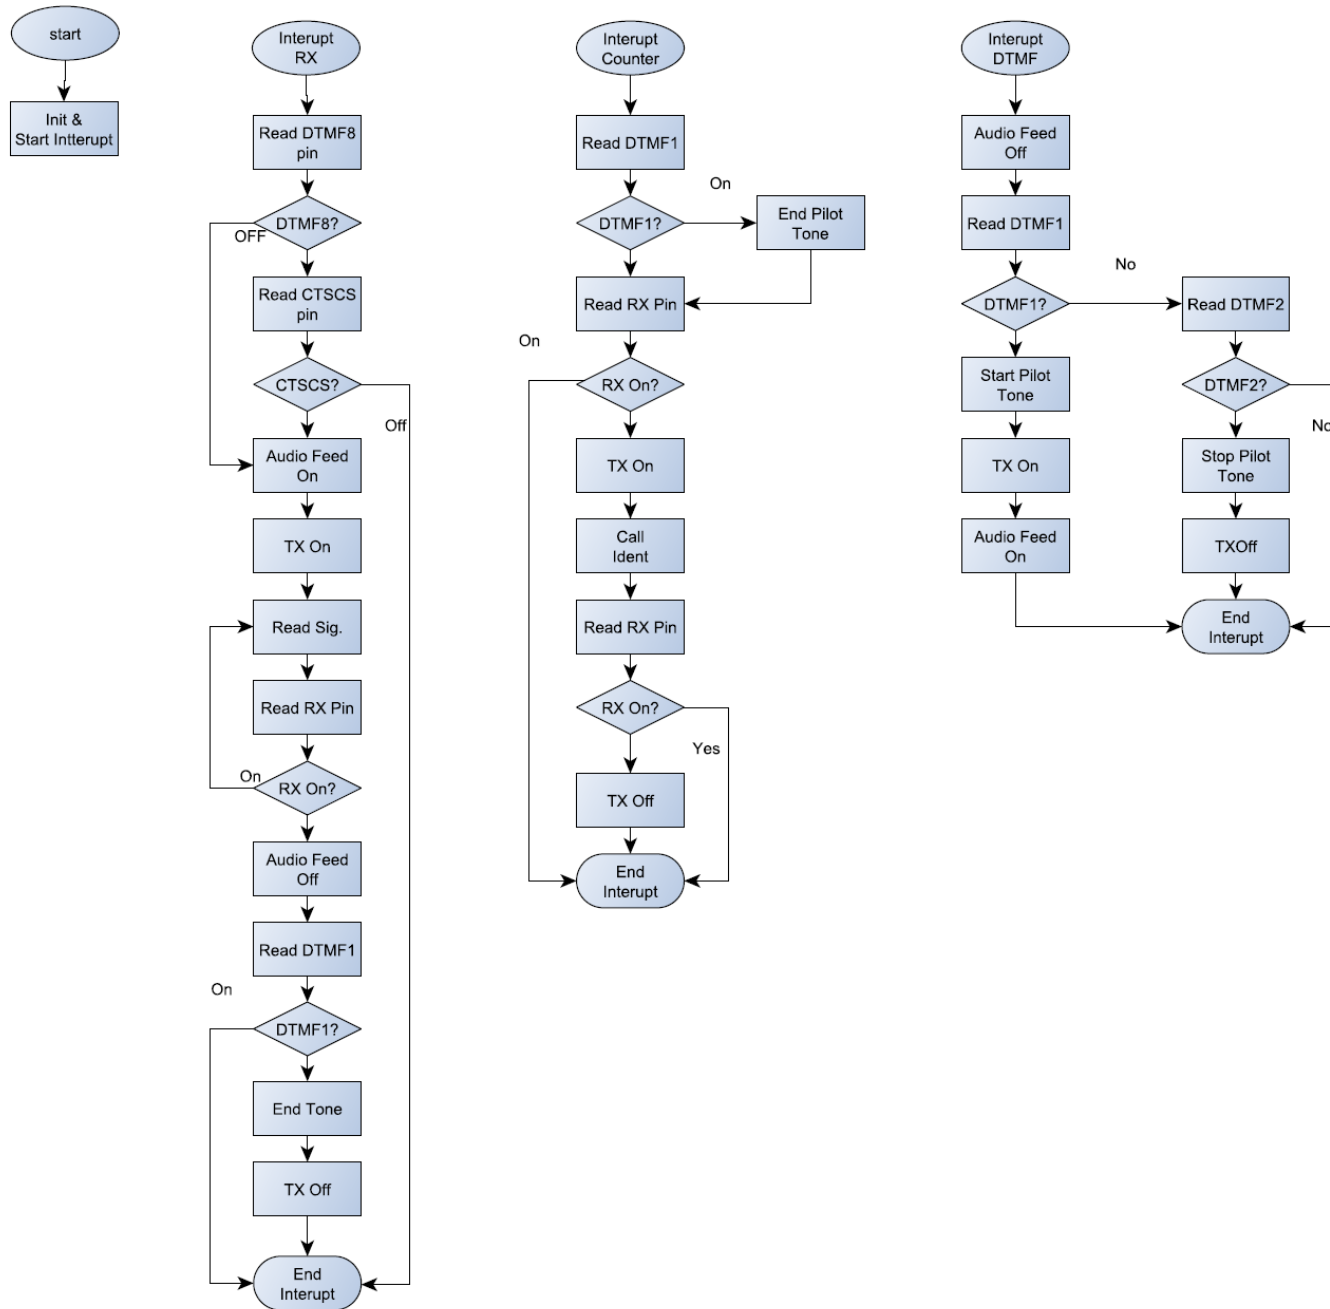 start
Init &
Start Intterupt
Interupt
RX
Read DTMF8
pin
DTMF8?
OFF
Read CTSCS
pin
CTSCS?
Off
Audio Feed
On
TX On
Read Sig.
Read RX Pin
On
RX On?
Audio Feed
Off
Read DTMF1
On
DTMF1?
End Tone
TX Off
End
Interupt
Interupt
Counter
Read DTMF1
On
DTMF1?
End Pilot
Tone
Read RX Pin
On
RX On?
TX On
Call
Ident
Read RX Pin
RX On?
Yes
TX Off
End
Interupt
Interupt
DTMF
Audio Feed
Off
Read DTMF1
No
DTMF1?
Read DTMF2
Start Pilot
Tone
DTMF2?
No
TX On
Stop Pilot
Tone
Audio Feed
On
TXOff
End
Interupt